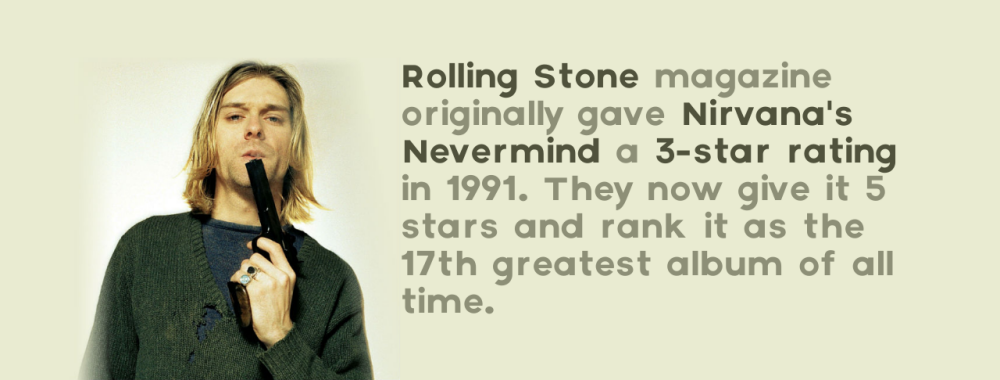 Rolling Stone magazine
originally gave Nirvana's
Nevermind a 3-star rating
in 1991. They now give it 5
stars and rank it as the
17th greatest album of all
time.